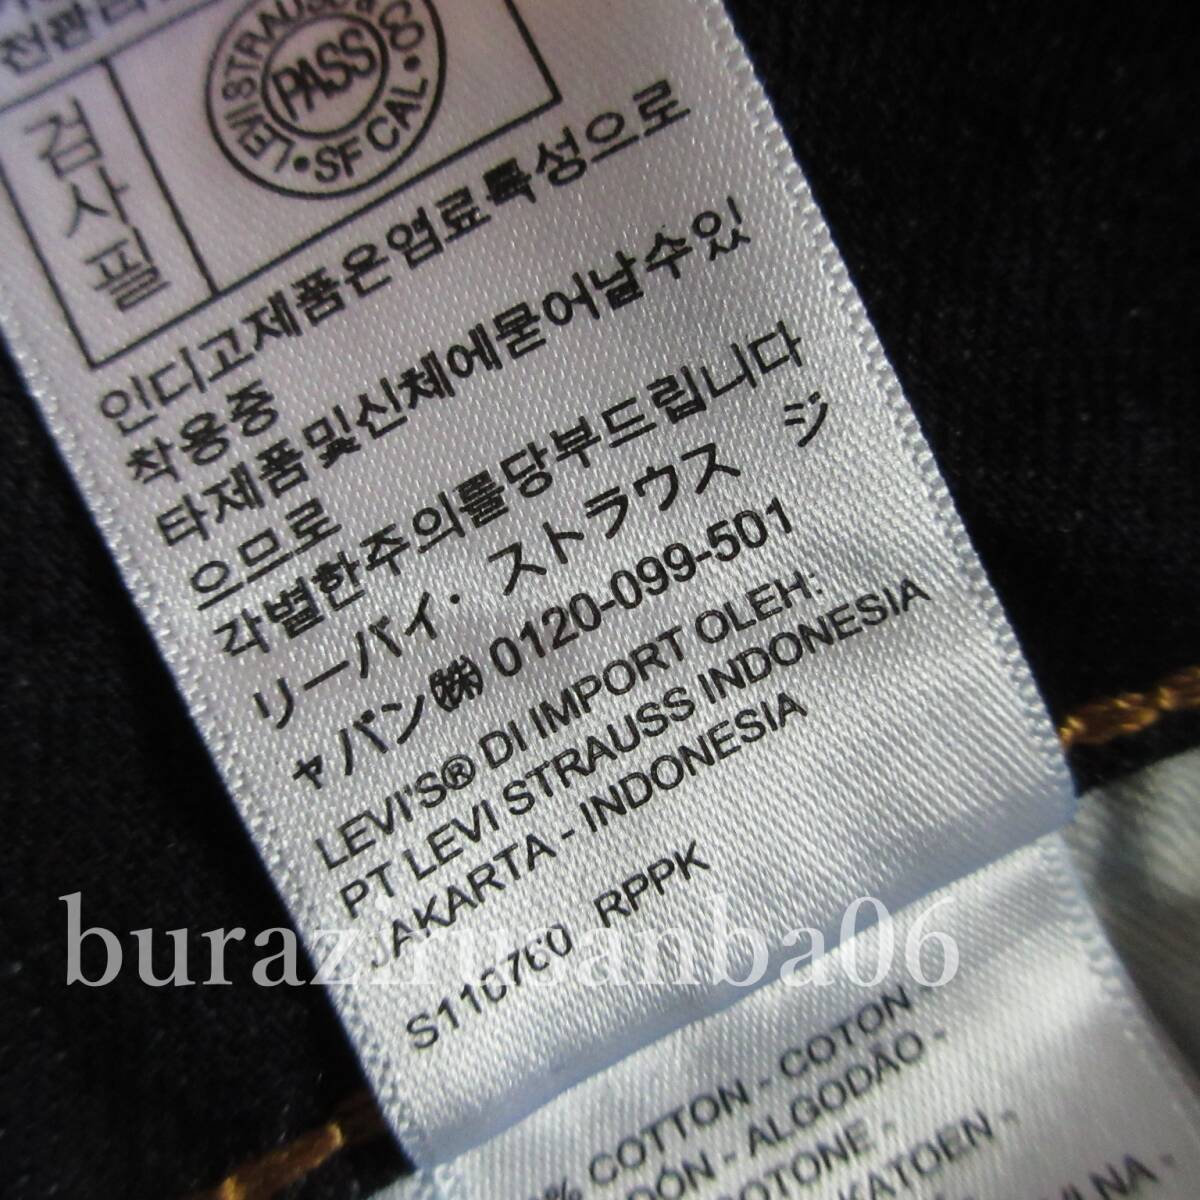 검사필
LEVI STRAUSS & CO
PASS
SF CAL
인디고제품은염료특성으로
착용중
타제품및신체에묻어날수있
으므로
각별한주의를당부드립니다
リーバイ・ストラウス ジ
ャパン㈱ 0120-099-501
LEVI'S® DI IMPORT OLEH:
PT LEVI STRAUSS INDONESIA
JAKARTA - INDONESIA
RPPK
burazirusanba06
COTTON - COTON -
ALGODAO -
KATOEN -